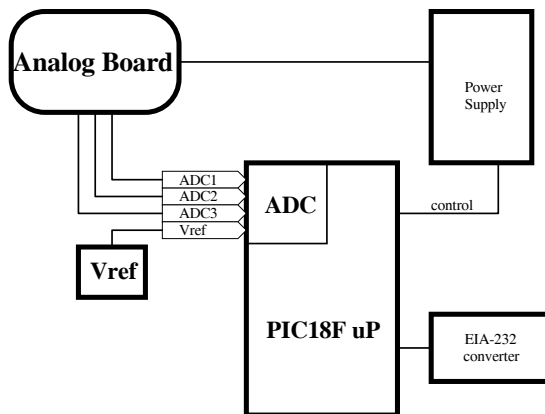 Analog Board
Power
Supply
ADC1
ADC2
ADC3
Vref
ADC
control
Vref
PIC18F uP
EIA-232
converter